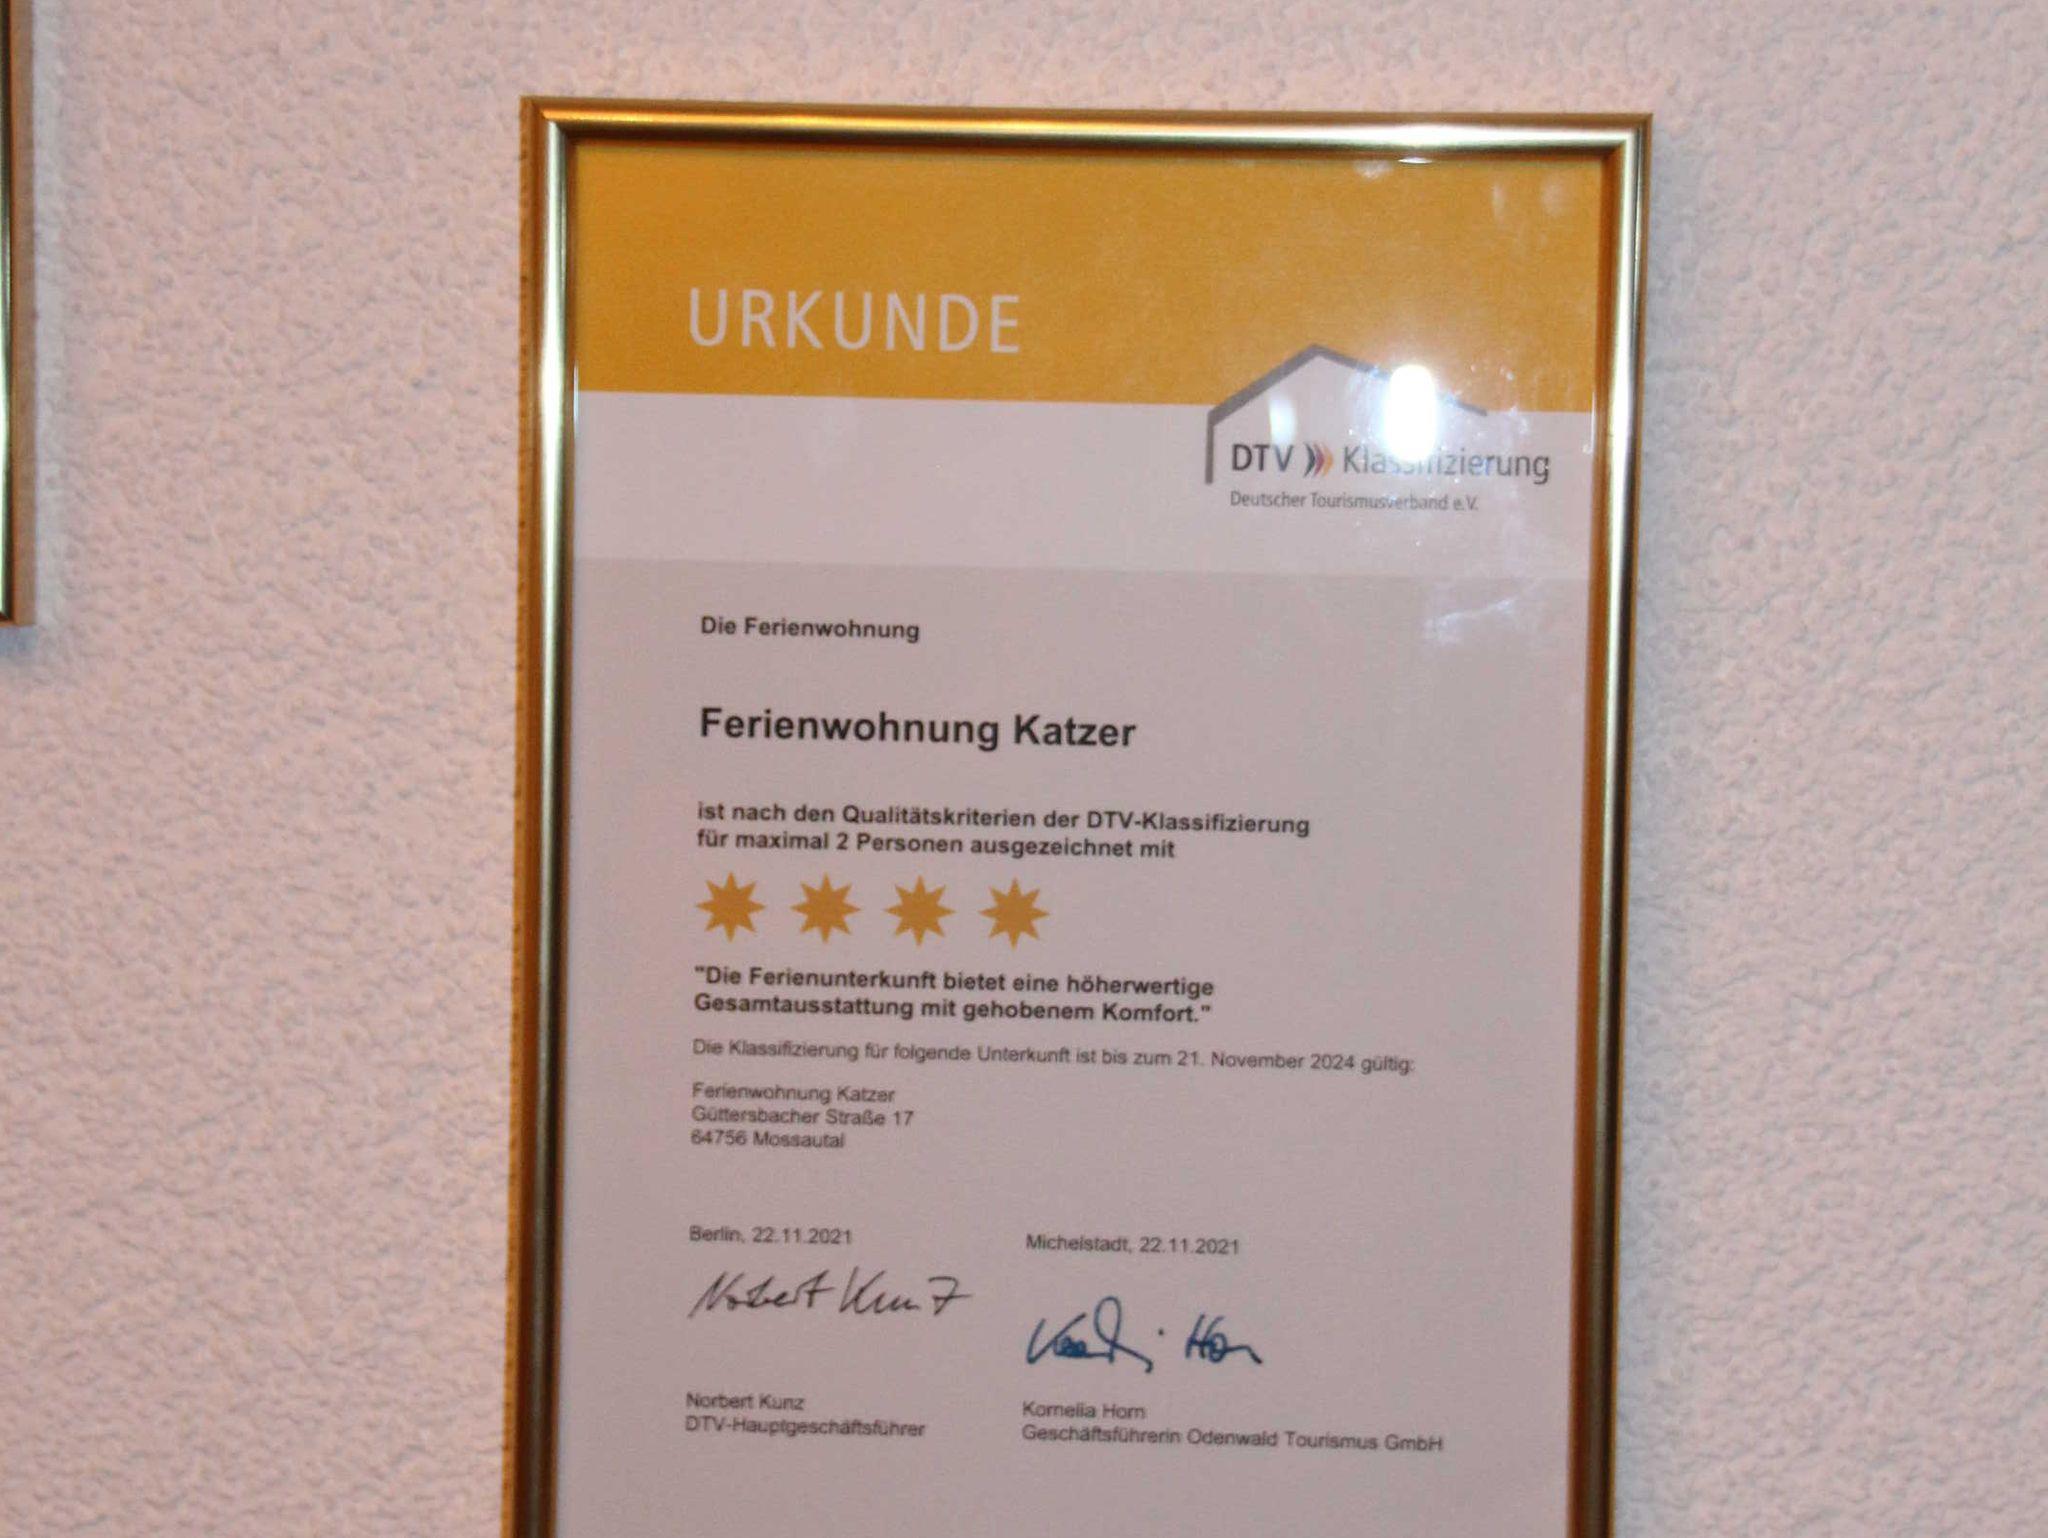 URKUNDE
DTV Klassifizierung
Deutscher Tourismusverband e.V.
Die Ferienwohnung
Ferienwohnung Katzer
ist nach den Qualitätskriterien der DTV-Klassifizierung
für maximal 2 Personen ausgezeichnet mit
"Die Ferienunterkunft bietet eine höherwertige
Gesamtausstattung mit gehobenem Komfort."
Die Klassifizierung für folgende Unterkunft ist bis zum 21. November 2024 gültig:
Ferienwohnung Katzer
Güttersbacher Straße 17
64756 Mossautal
Berlin, 22.11.2021
Michelstadt, 22.11.2021
Norbert Kunz
Norbert Kunz
DTV-Hauptgeschäftsführer
Kornelia Horn
Geschäftsführerin Odenwald Tourismus GmbH